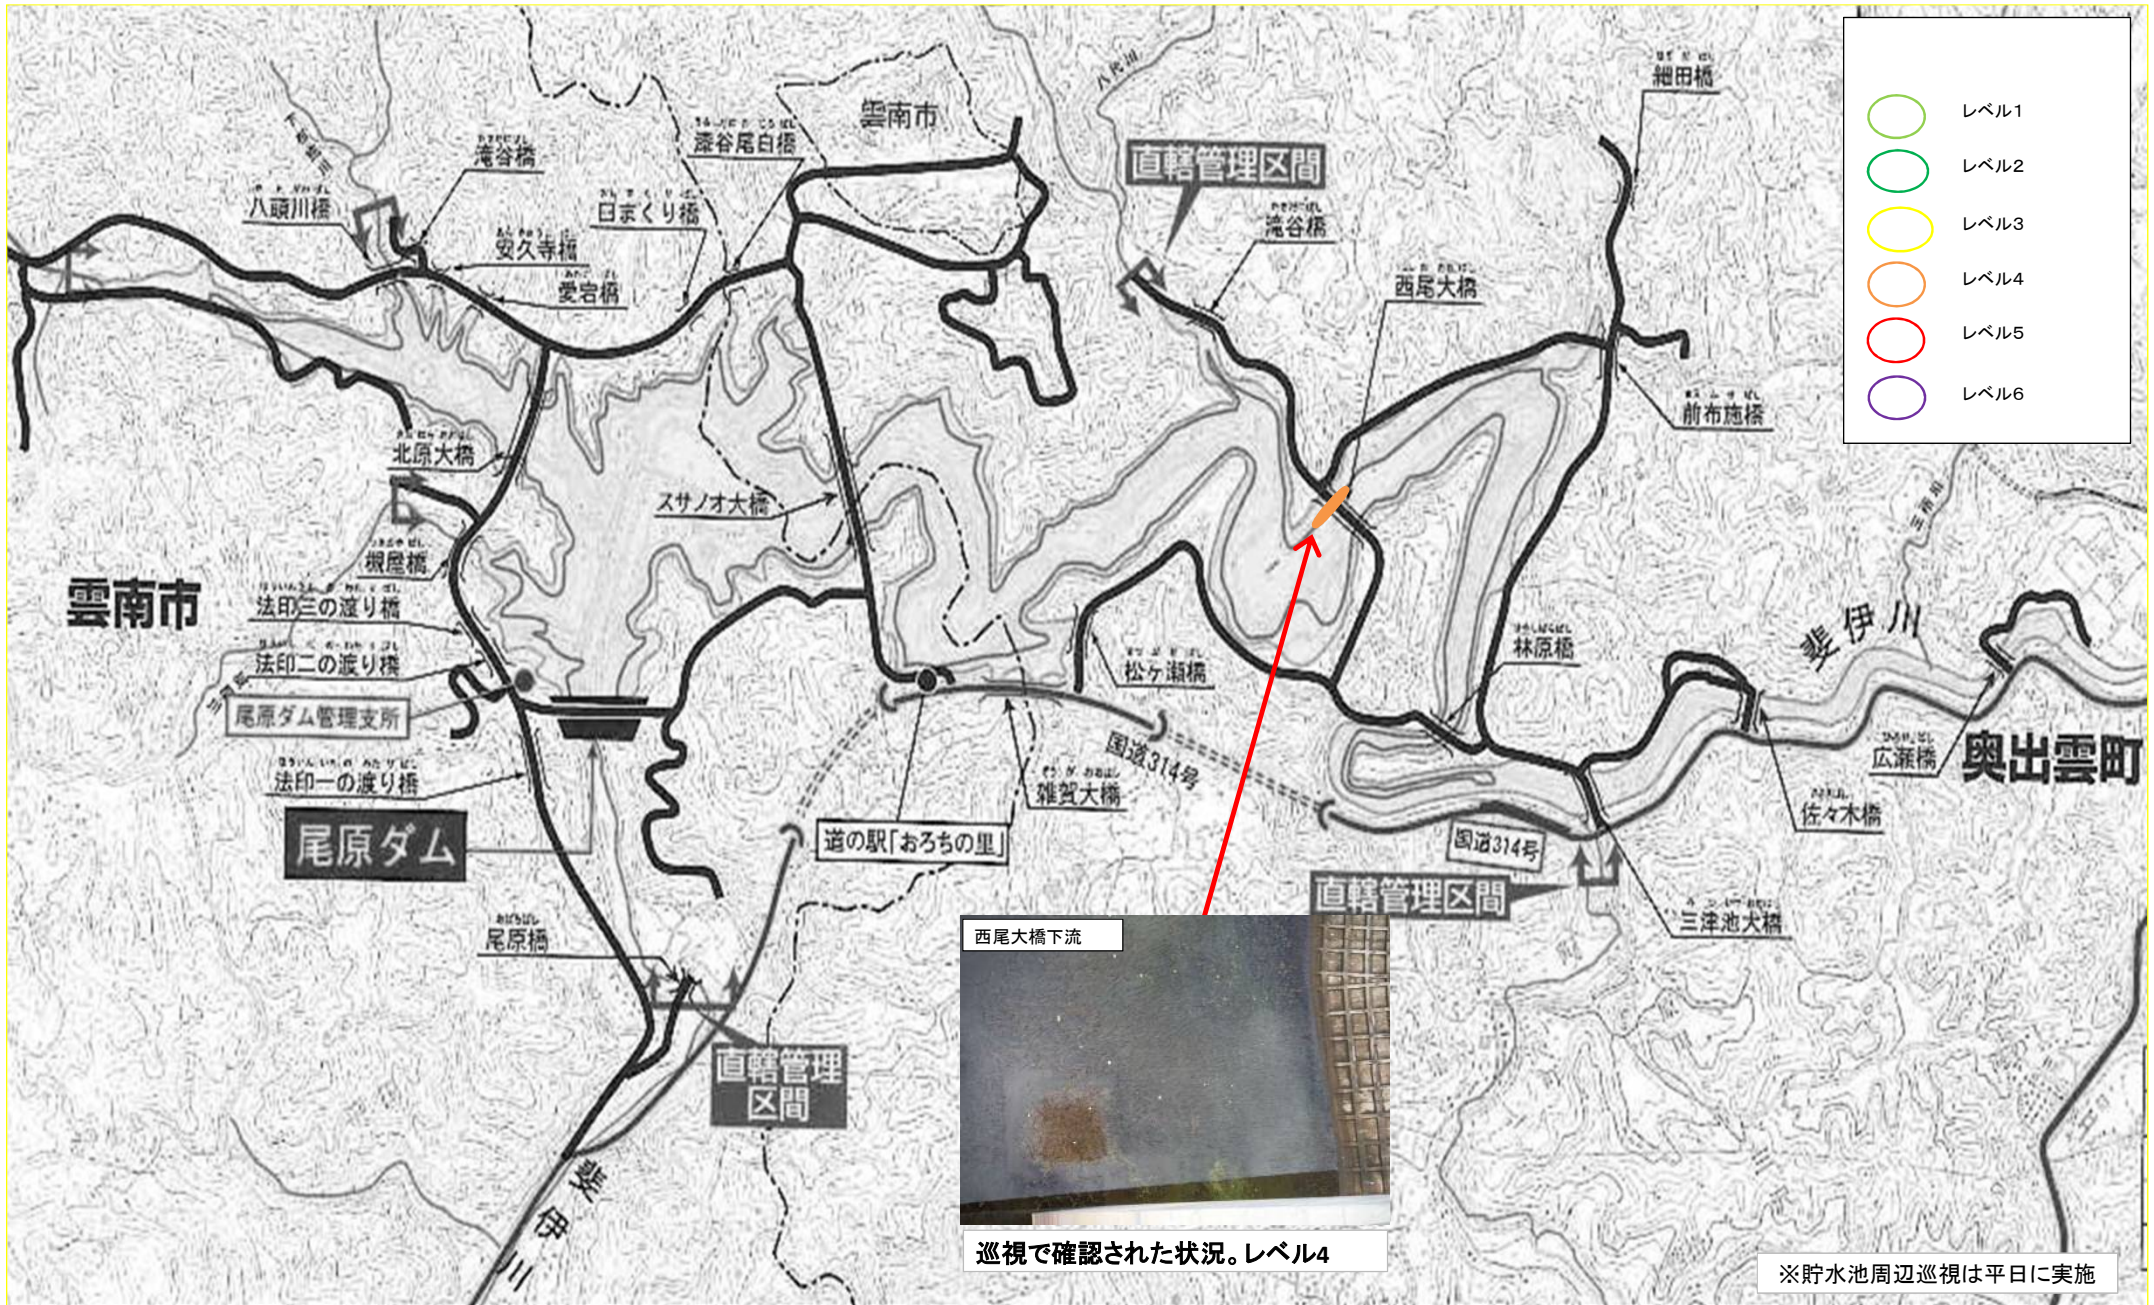 細田橋
雲南市
漆谷尾白橋
滝谷橋
直轄管理区間
八頭川橋
日まくり橋
滝谷橋
安久寺橋
愛宕橋
西尾大橋
前布施橋
北原大橋
スサノオ大橋
槻屋橋
雲南市
法印三の渡り橋
法印二の渡り橋
尾原ダム管理支所
法印一の渡り橋
尾原ダム
松ヶ瀬橋
林原橋
斐伊川
広瀬橋
奥出雲町
国道314号
雑賀大橋
佐々木橋
道の駅「おろちの里」
国道314号
直轄管理区間
三津池大橋
尾原橋
直轄管理
区間
斐伊川
レベル1
レベル2
レベル3
レベル4
レベル5
レベル6
西尾大橋下流
巡視で確認された状況。レベル4
※貯水池周辺巡視は平日に実施